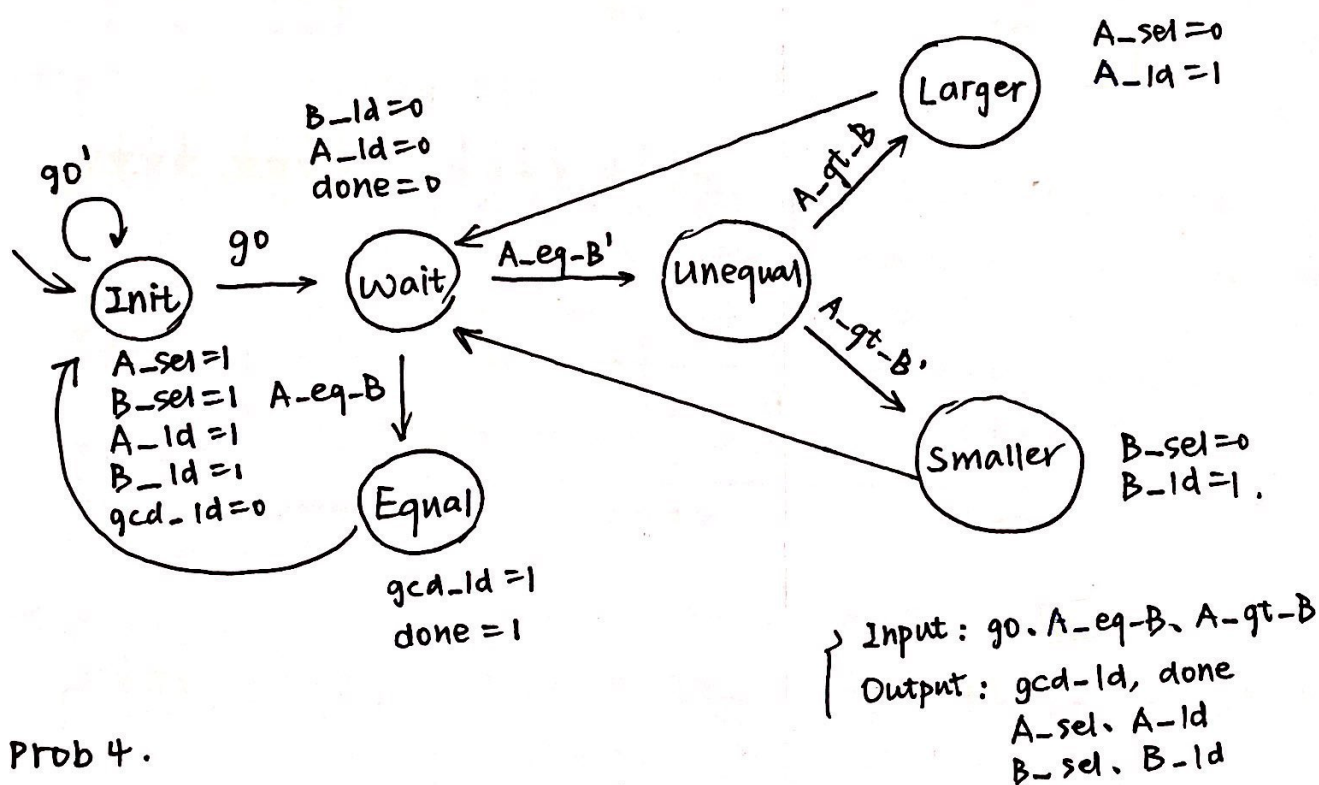 A_sel=0
A_ld=1
Larger
B_ld=0
A_ld=0
done=0
go'
go
A_gt_B
Init
wait
A_eq_B'
unequal
A_gt_B'
A_sel=1
B_sel=1
A_ld=1
B_ld=1
gcd_ld=0
A_eq_B
Equal
gcd_ld=1
done=1
Smaller
B_sel=0
B_ld=1.
Input: go、A_eq_B、A_gt_B
Output: gcd_ld, done
A_sel、A_ld
B_sel、B_ld
Prob 4.